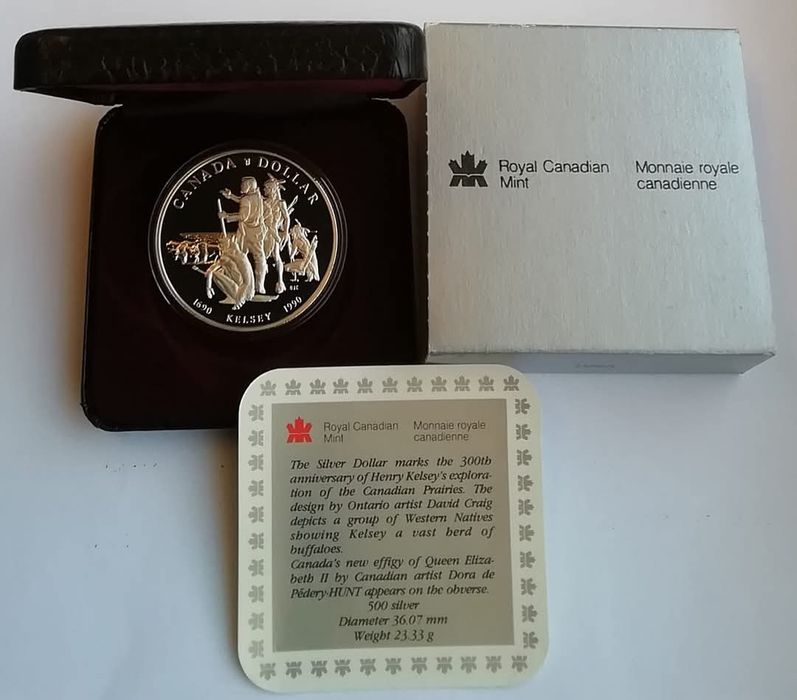 CANADA DOLLAR
1690 KELSEY 1990
Royal Canadian Mint
Monnaie royale canadienne
Royal Canadian Mint
Monnaie royale canadienne
The Silver Dollar marks the 300th
anniversary of Henry Kelsey's explora-
tion of the Canadian Prairies. The
design by Ontario artist David Craig
depicts a group of Western Natives
showing Kelsey a vast herd of
buffaloes.
Canada's new effigy of Queen Eliza-
beth II by Canadian artist Dora de
Pédery-HUNT appears on the obverse.
500 silver
Diameter 36.07 mm
Weight 23.33 g